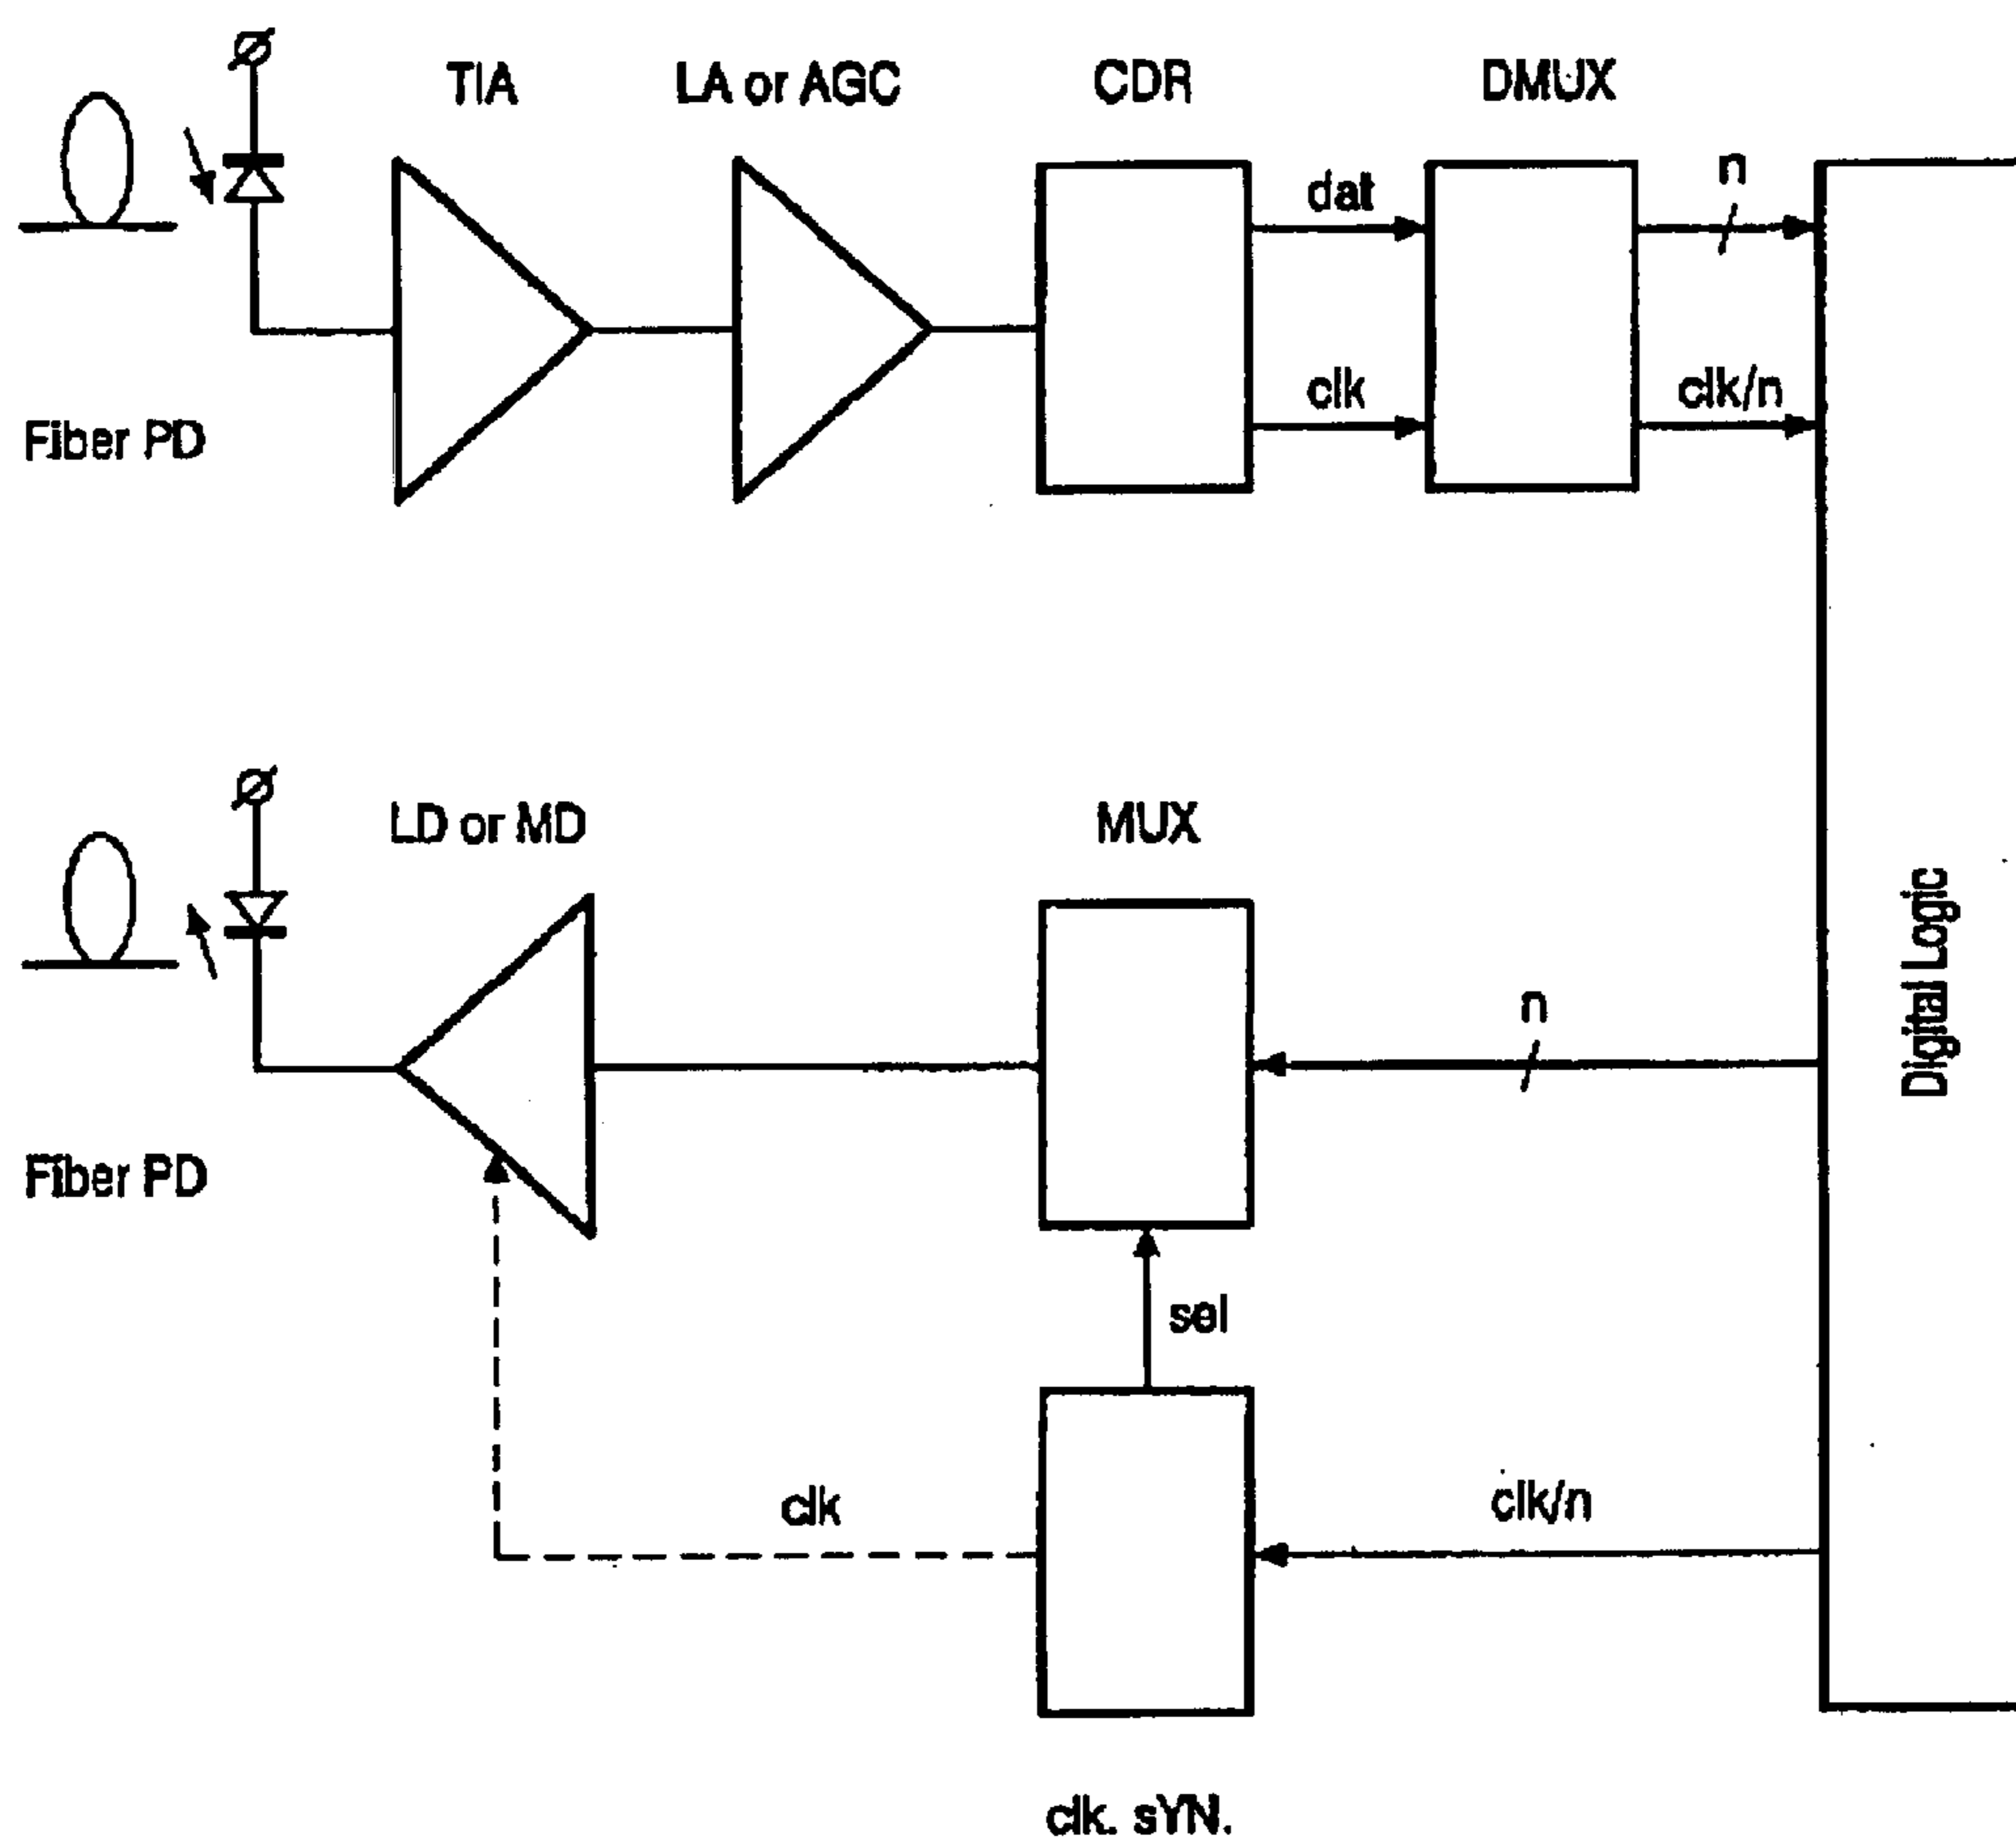 TIA
LA or AGC
CDR
DMUX
dat
n
clk
clk/n
Fiber PD
LD or MD
MUX
n
Digital Logic
Fiber PD
sel
clk
clk/n
clk. sYN.